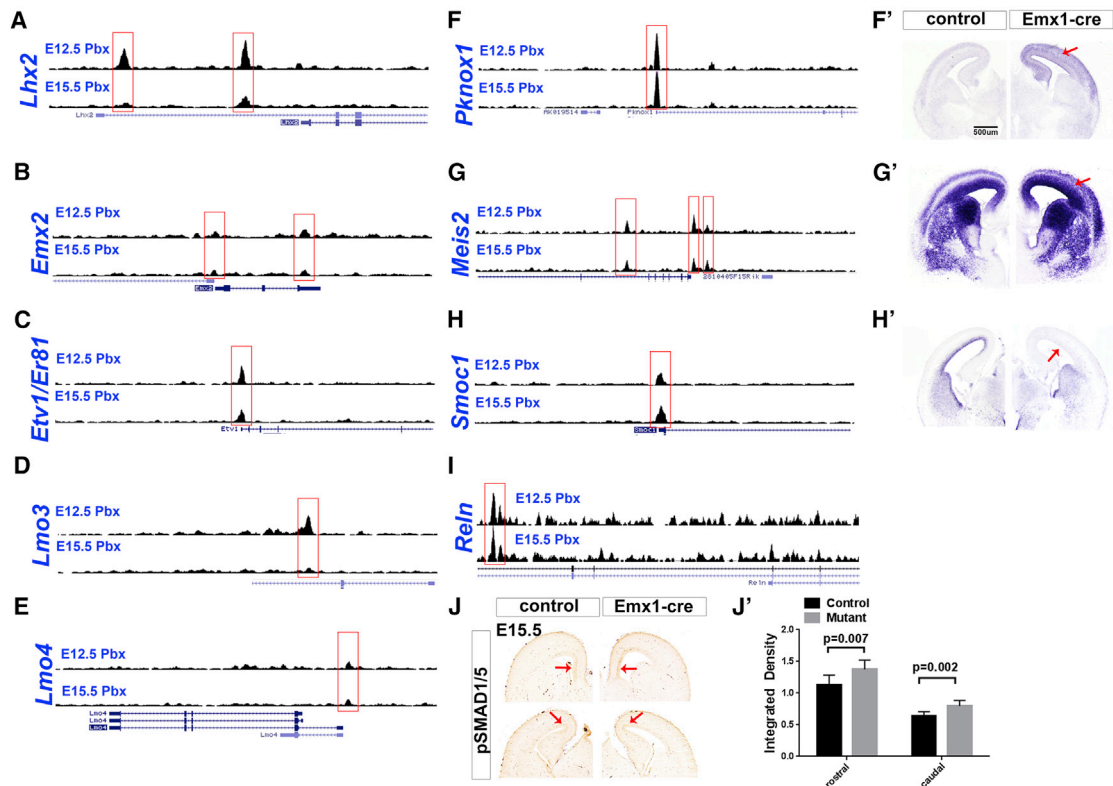 A
Lhx2
E12.5 Pbx
E15.5 Pbx
Lhx2
Lhx2
B
Emx2
E12.5 Pbx
E15.5 Pbx
Emx2
C
Etv1/Er81
E12.5 Pbx
E15.5 Pbx
Etv1
D
Lmo3
E12.5 Pbx
E15.5 Pbx
E
Lmo4
E12.5 Pbx
E15.5 Pbx
Lmo4
Lmo4
Lmo4
Lmo4
F
Pknox1
E12.5 Pbx
E15.5 Pbx
AK019514
Pknox1
G
Meis2
E12.5 Pbx
E15.5 Pbx
2810405F15Rik
H
Smoc1
E12.5 Pbx
E15.5 Pbx
Smoc1
I
Reln
E12.5 Pbx
E15.5 Pbx
Reln
control
Emx1-cre
F'
500um
G'
H'
J
control
Emx1-cre
E15.5
pSMAD1/5
J'
Control
Mutant
Integrated Density
2.0
1.5
1.0
0.5
0.0
p=0.007
p=0.002
rostral
caudal